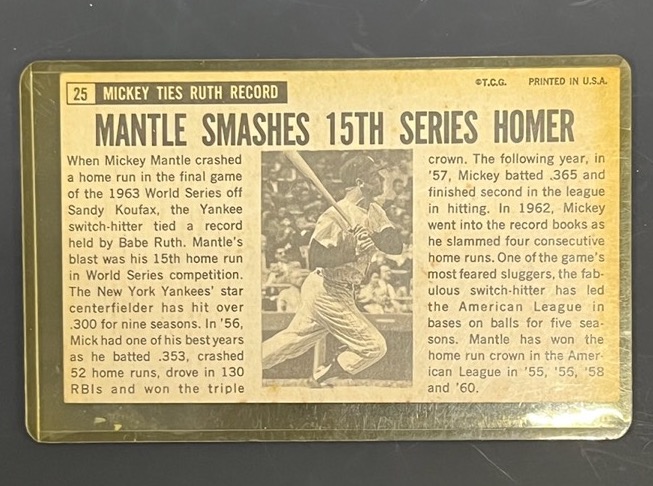 25 MICKEY TIES RUTH RECORD
©T.C.G. PRINTED IN U.S.A.
MANTLE SMASHES 15TH SERIES HOMER
When Mickey Mantle crashed
a home run in the final game
of the 1963 World Series off
Sandy Koufax, the Yankee
switch-hitter tied a record
held by Babe Ruth. Mantle's
blast was his 15th home run
in World Series competition.
The New York Yankees' star
centerfielder has hit over
.300 for nine seasons. In '56,
Mick had one of his best years
as he batted .353, crashed
52 home runs, drove in 130
RBIs and won the triple
crown. The following year, in
'57, Mickey batted .365 and
finished second in the league
in hitting. In 1962, Mickey
went into the record books as
he slammed four consecutive
home runs. One of the game's
most feared sluggers, the fab-
ulous switch-hitter has led
the American League in
bases on balls for five sea-
sons. Mantle has won the
home run crown in the Amer-
ican League in '55, '56, '58
and '60.